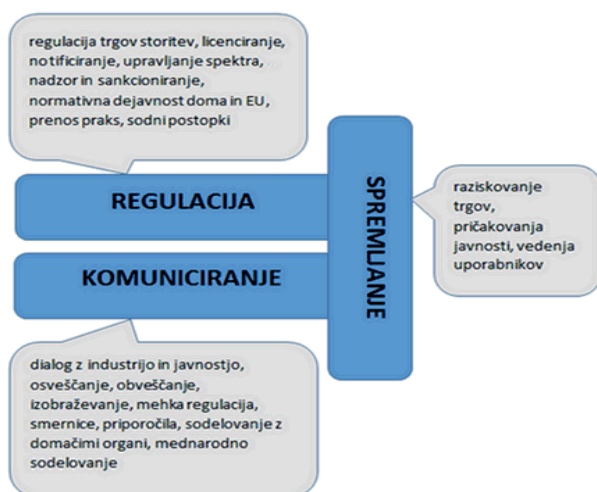 regulacija trgov storitev, licenciranje,
notificiranje, upravljanje spektra,
nadzor in sankcioniranje,
normativna dejavnost doma in EU,
prenos praks, sodni postopki
REGULACIJA
KOMUNICIRANJE
SPREMLJANJE
raziskovanje
trgov,
pričakovanja
javnosti, vedenja
uporabnikov
dialog z industrijo in javnostjo,
osveščanje, obveščanje,
izobraževanje, mehka regulacija,
smernice, priporočila, sodelovanje z
domačimi organi, mednarodno
sodelovanje